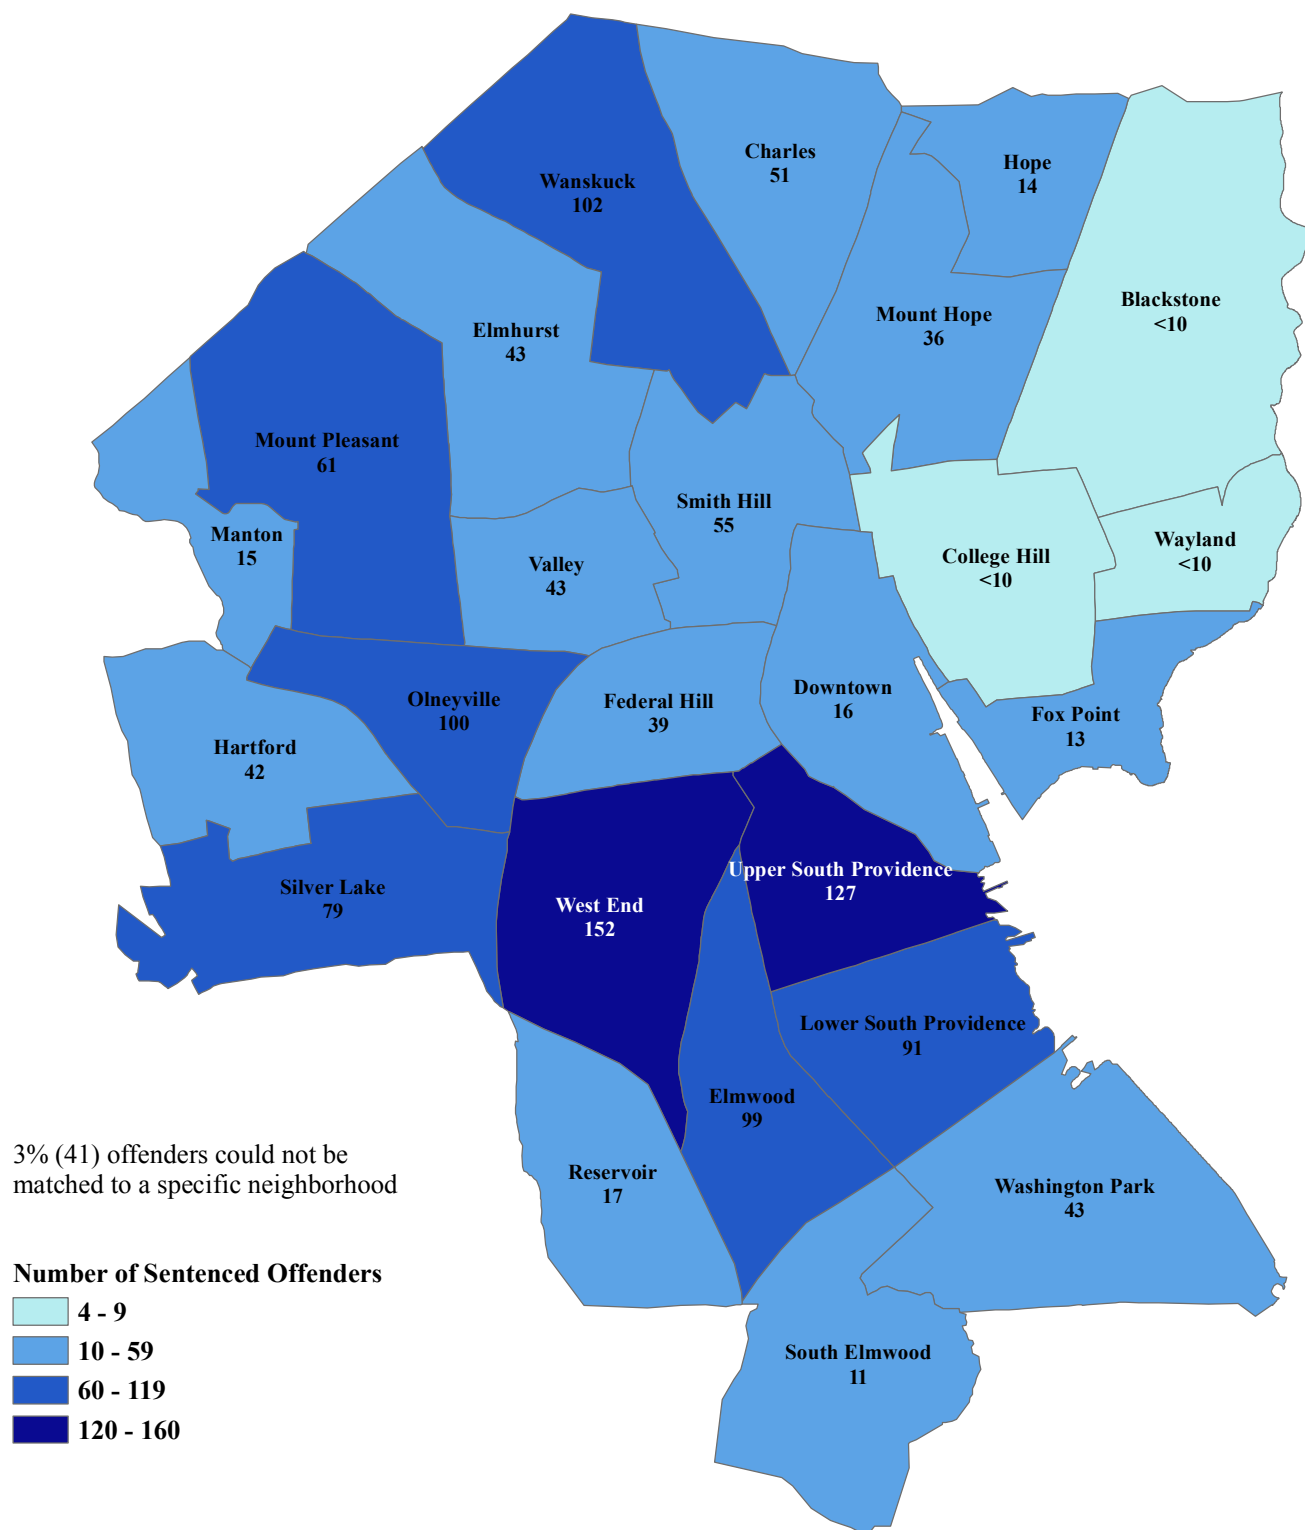 Charles
51
Hope
14
Wanskuck
102
Blackstone
<10
Mount Hope
36
Elmhurst
43
Mount Pleasant
61
Smith Hill
55
Manton
15
Wayland
<10
College Hill
<10
Valley
43
Downtown
16
Olneyville
100
Federal Hill
39
Fox Point
13
Hartford
42
Upper South Providence
127
Silver Lake
79
West End
152
Lower South Providence
91
Elmwood
99
Reservoir
17
Washington Park
43
South Elmwood
11
3% (41) offenders could not be
matched to a specific neighborhood
Number of Sentenced Offenders
4 - 9
10 - 59
60 - 119
120 - 160